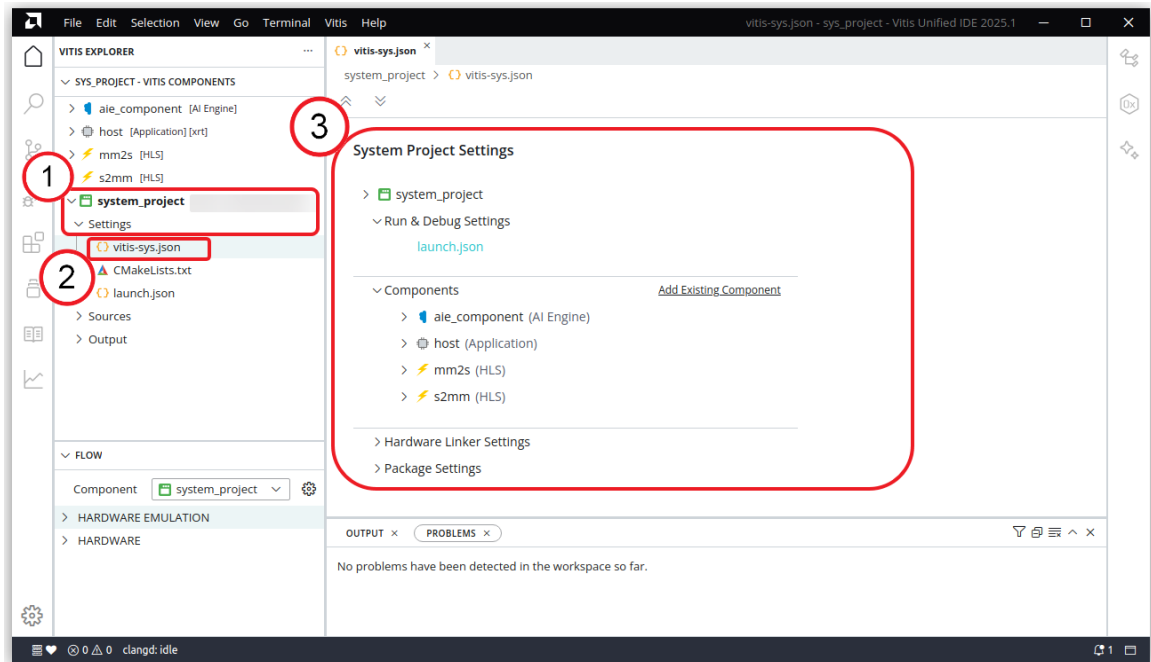 File Edit Selection View Go Terminal Vitis Help
vitis-sys.json - sys_project - Vitis Unified IDE 2025.1
VITIS EXPLORER
SYS_PROJECT - VITIS COMPONENTS
aie_component [AI Engine]
host [Application] [xrt]
mm2s [HLS]
s2mm [HLS]
1
system_project
Settings
vitis-sys.json
2
CMakeLists.txt
launch.json
Sources
Output
FLOW
Component system_project
HARDWARE EMULATION
HARDWARE
vitis-sys.json
system_project > vitis-sys.json
3
System Project Settings
system_project
Run & Debug Settings
launch.json
Components Add Existing Component
aie_component (AI Engine)
host (Application)
mm2s (HLS)
s2mm (HLS)
Hardware Linker Settings
Package Settings
OUTPUT PROBLEMS
No problems have been detected in the workspace so far.
0 0 clangd: idle
1
0x